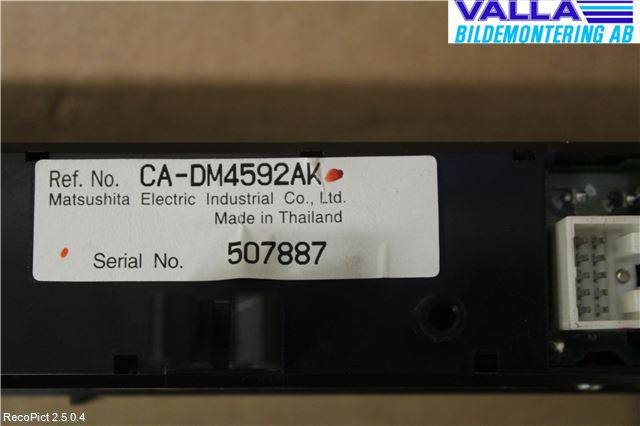 VALLA
BILDEMONTERING AB
Ref. No. CA-DM4592AK
Matsushita Electric Industrial Co., Ltd.
Made in Thailand
Serial No. 507887
RecoPict 2.5.0.4